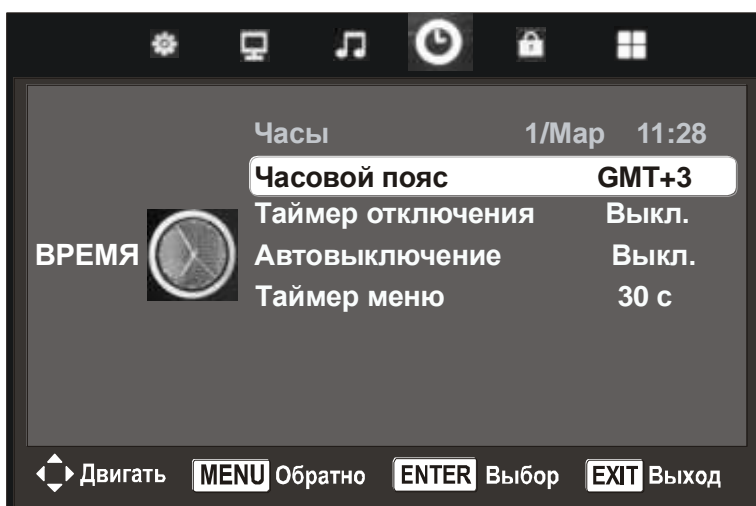 Часы 1/Мар 11:28
Часовой пояс GMT+3
Таймер отключения Выкл.
ВРЕМЯ Автовыключение Выкл.
Таймер меню 30 с
Двигать MENU Обратно ENTER Выбор EXIT Выход